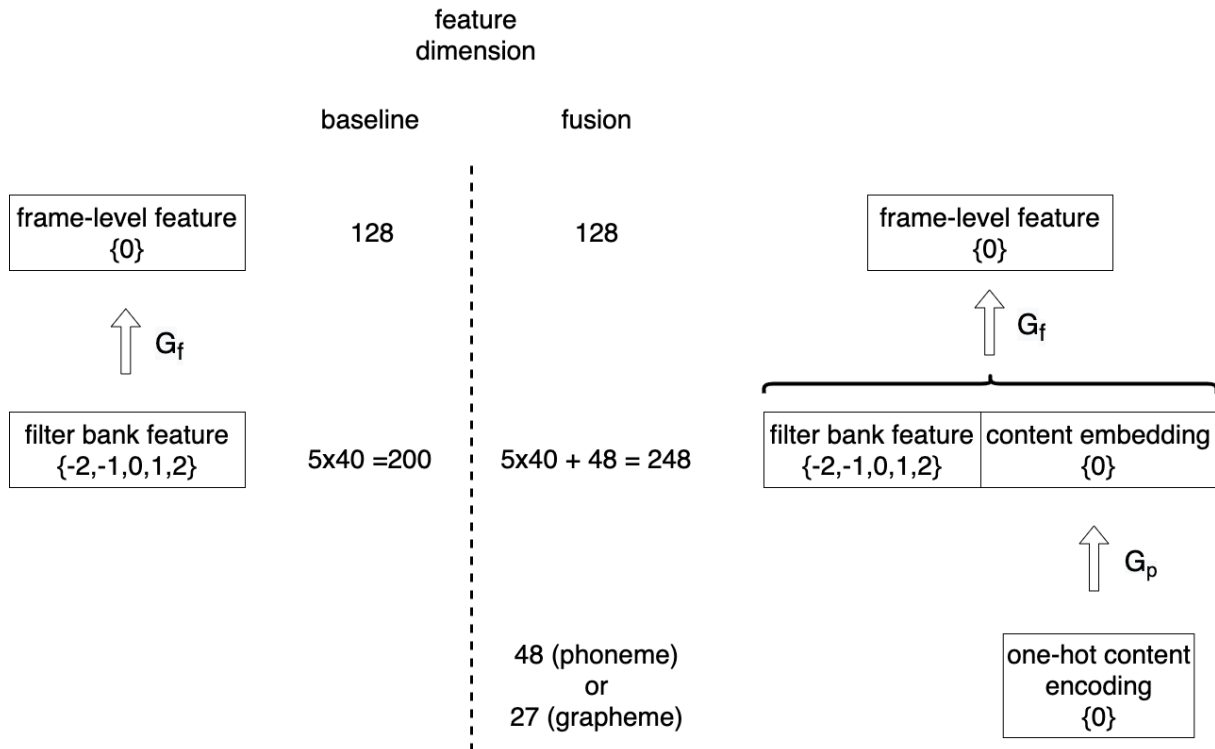 feature
dimension
baseline
fusion
frame-level feature
{0}
128
128
frame-level feature
{0}
G_f
G_f
filter bank feature
{-2,-1,0,1,2}
5x40 =200
5x40 + 48 = 248
filter bank feature
{-2,-1,0,1,2}
content embedding
{0}
G_p
48 (phoneme)
or
27 (grapheme)
one-hot content
encoding
{0}